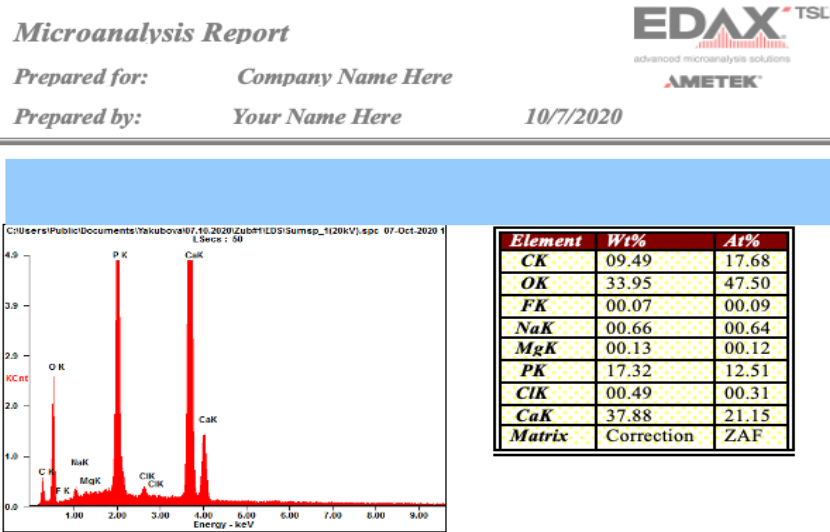 Microanalysis Report
EDAX TSL
advanced microanalysis solutions
AMETEK
Prepared for: Company Name Here
Prepared by: Your Name Here 10/7/2020
C:\Users\Public\Documents\Yakubova\07.10.2020\Zub#1\EDS\Sumsp_1(20kV).spc 07-Oct-2020 1
LSecs : 50
4.9
P K
CaK
3.9
2.9
O K
KCnt
2.0
CaK
1.0
NaK
C K
MgK
ClK
ClK
F K
0.0
1.00 2.00 3.00 4.00 5.00 6.00 7.00 8.00 9.00
Energy - keV
Element Wt% At%
CK 09.49 17.68
OK 33.95 47.50
FK 00.07 00.09
NaK 00.66 00.64
MgK 00.13 00.12
PK 17.32 12.51
ClK 00.49 00.31
CaK 37.88 21.15
Matrix Correction ZAF